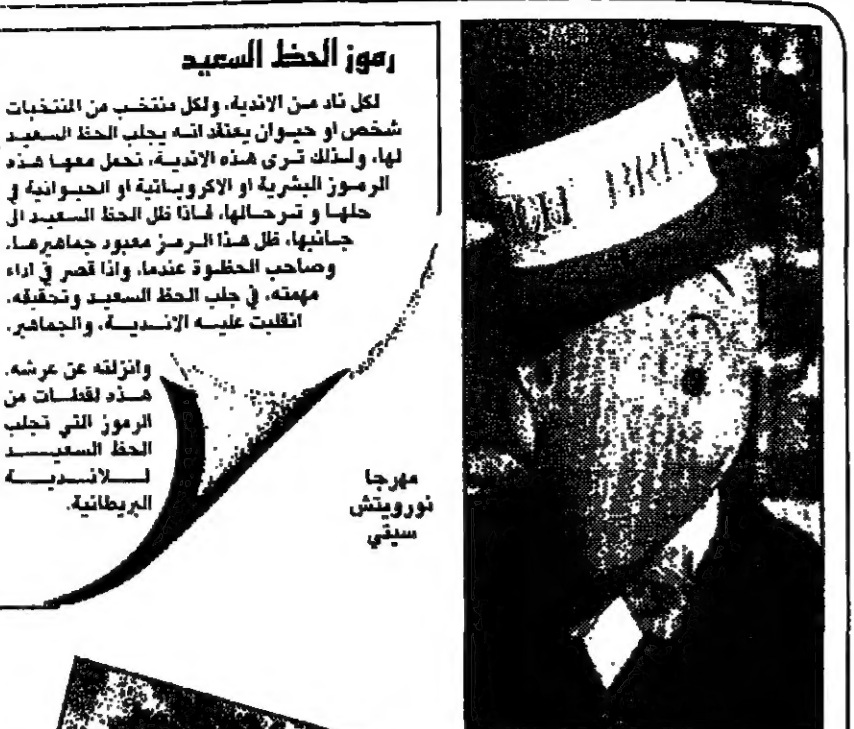 رموز الحظ السعيد
لكل ناد من الاندية، ولكل منتخب من المنتخبات
شخص او حيوان يعتقد انه يجلب الحظ السعيد
لها، ولذلك ترى هذه الاندية، تحمل معها هذه
الرموز البشرية او الاكروباتية او الحيوانية في
حلها و ترحالها، فاذا ظل الحظ السعيد الى
جانبها، ظل هذا الرمز معبود جماهيرها،
وصاحب الحظوة عندها، واذا قصر في اداء
مهمته، في جلب الحظ السعيد وتحقيقه،
انقلبت عليه الاندية، والجماهير،
وانزلته عن عرشه.
هذه لقطات من
الرموز التي تجلب
الحظ السعيد
للاندية
البريطانية.
مهرجا
نورويتش
سيتي